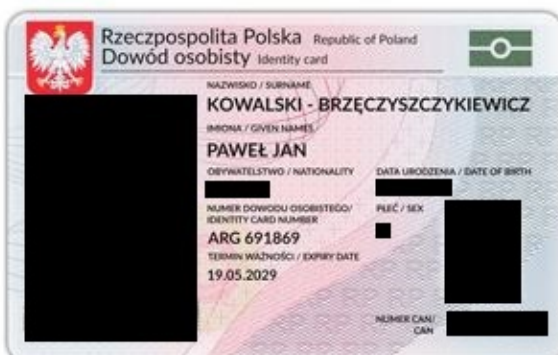 Rzeczpospolita Polska Republic of Poland
Dowód osobisty Identity card
NAZWISKO / SURNAME
KOWALSKI - BRZĘCZYSZCZYKIEWICZ
IMIONA / GIVEN NAMES
PAWEŁ JAN
OBYWATELSTWO / NATIONALITY DATA URODZENIA / DATE OF BIRTH
NUMER DOWODU OSOBISTEGO/ PŁEĆ / SEX
IDENTITY CARD NUMBER
ARG 691869
TERMIN WAŻNOŚCI / EXPIRY DATE
19.05.2029
NUMER CAN/
CAN